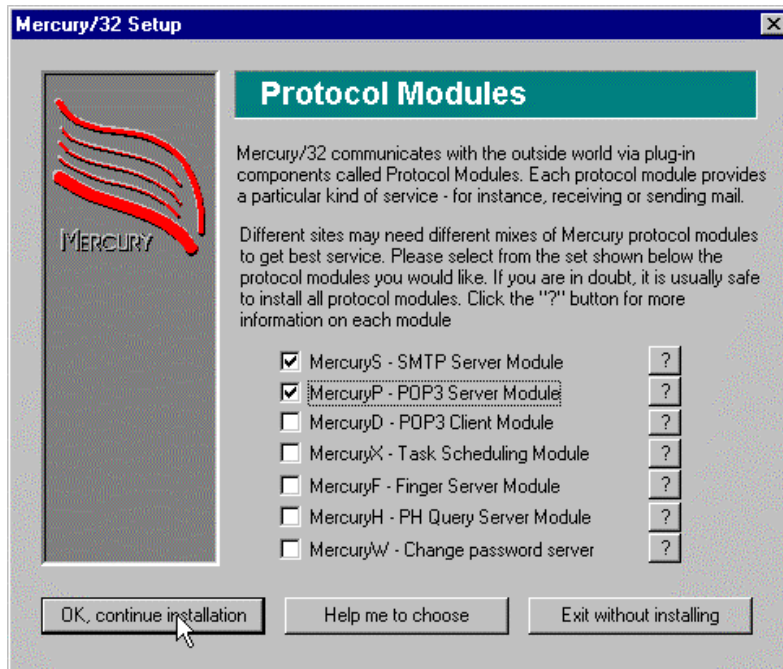 Mercury/32 Setup
Protocol Modules
MERCURY
Mercury/32 communicates with the outside world via plug-in
components called Protocol Modules. Each protocol module provides
a particular kind of service - for instance, receiving or sending mail.
Different sites may need different mixes of Mercury protocol modules
to get best service. Please select from the set shown below the
protocol modules you would like. If you are in doubt, it is usually safe
to install all protocol modules. Click the "?" button for more
information on each module
MercuryS - SMTP Server Module ?
MercuryP - POP3 Server Module ?
MercuryD - POP3 Client Module ?
MercuryX - Task Scheduling Module ?
MercuryF - Finger Server Module ?
MercuryH - PH Query Server Module ?
MercuryW - Change password server ?
OK, continue installation Help me to choose Exit without installing